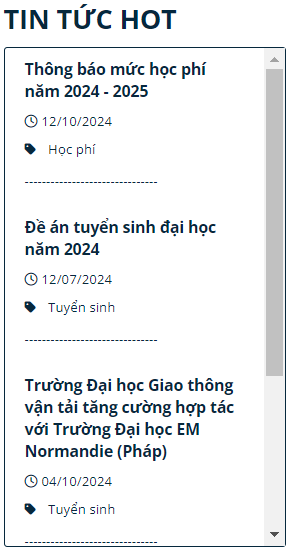 TIN TỨC HOT
Thông báo mức học phí
năm 2024 - 2025
12/10/2024
Học phí
-------------------------------
Đề án tuyển sinh đại học
năm 2024
12/07/2024
Tuyển sinh
-------------------------------
Trường Đại học Giao thông
vận tải tăng cường hợp tác
với Trường Đại học EM
Normandie (Pháp)
04/10/2024
Tuyển sinh
-------------------------------